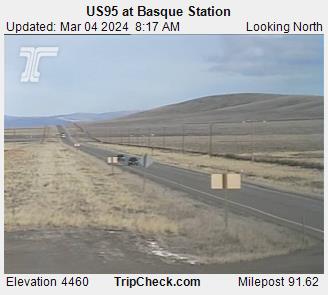 US95 at Basque Station
Updated: Mar 04 2024 8:17 AM Looking North
Elevation 4460 TripCheck.com Milepost 91.62